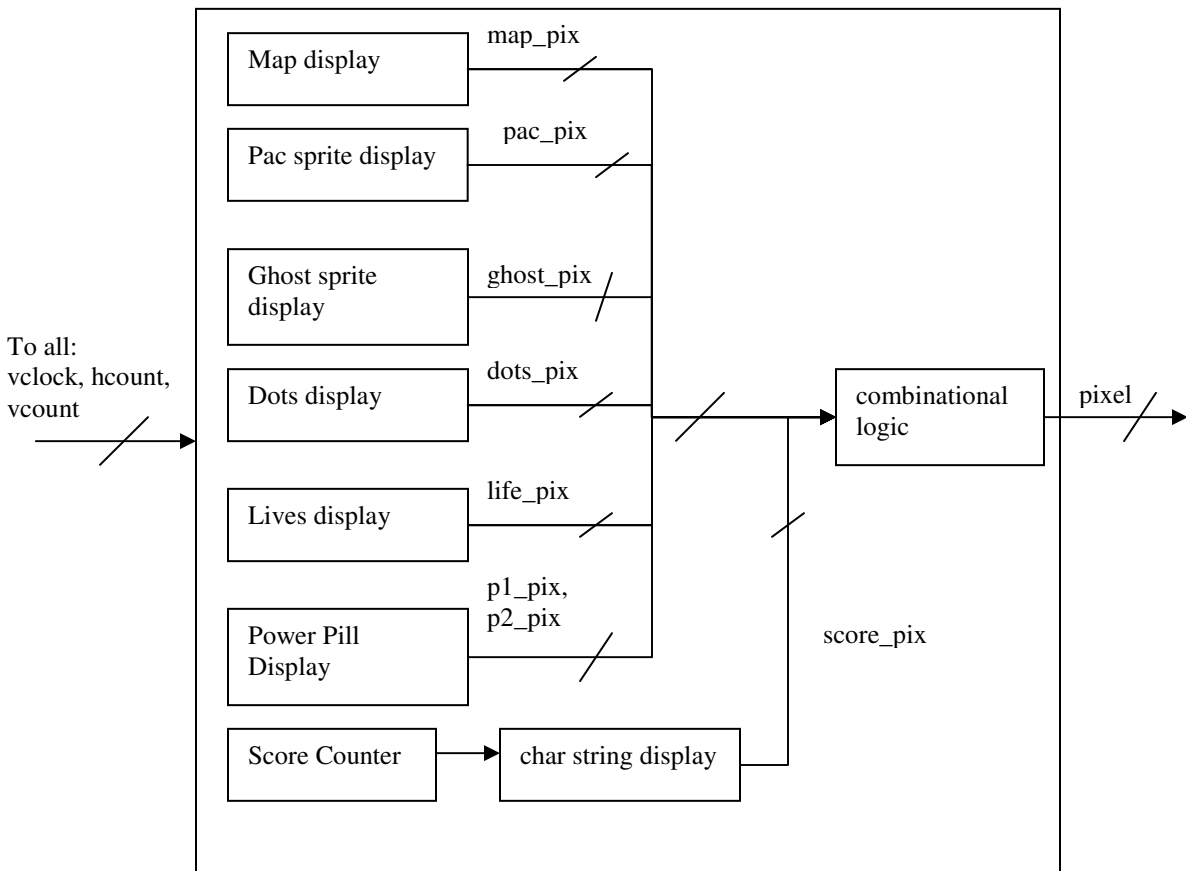 map_pix
Map display
pac_pix
Pac sprite display
Ghost sprite
display
ghost_pix
To all:
vclock, hcount,
vcount
dots_pix
Dots display
combinational
logic
pixel
life_pix
Lives display
p1_pix,
p2_pix
Power Pill
Display
score_pix
Score Counter
char string display